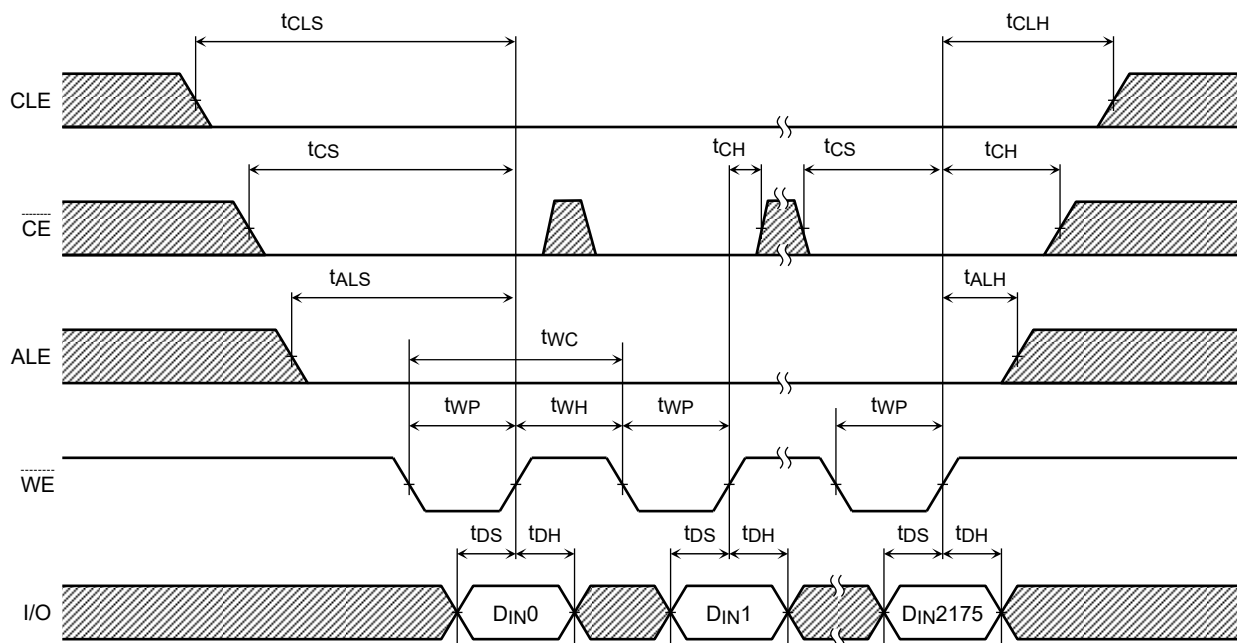 tCLS tCLH
CLE
tCS tCH tCS tCH
CE
tALS tALH
ALE
tWC
tWP tWH tWP tWP
WE
tDS tDH tDS tDH tDS tDH
I/O DIN0 DIN1 DIN2175